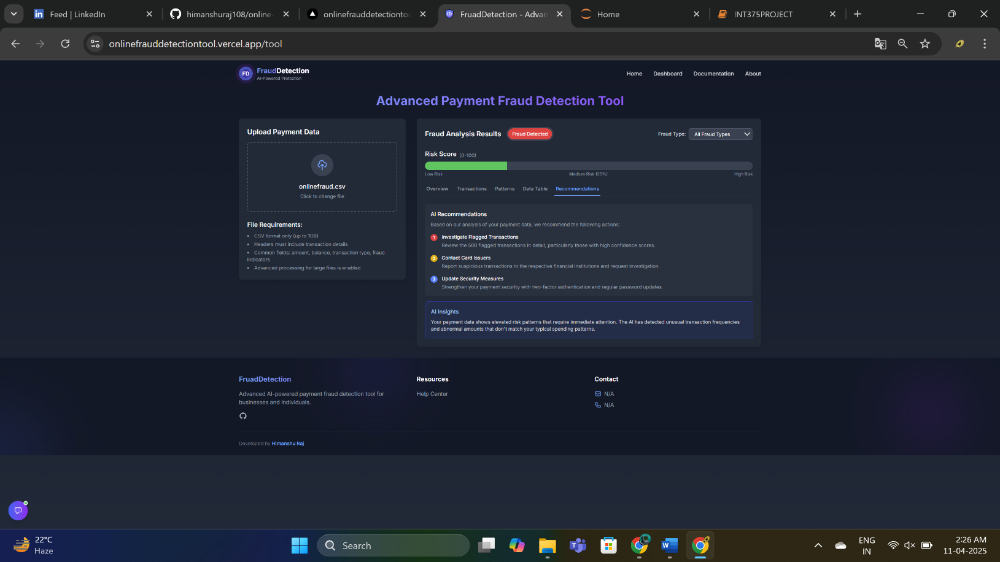 Feed | LinkedIn
himanshuraj108/online-
onlinefrauddetectiontoo
FruadDetection - Advan
Home
INT375PROJECT
onlinefrauddetectiontool.vercel.app/tool
FD
FraudDetection
AI-Powered Protection
Home
Dashboard
Documentation
About
Advanced Payment Fraud Detection Tool
Upload Payment Data
onlinefraud.csv
Click to change file
File Requirements:
• CSV format only (up to 1GB)
• Headers must include transaction details
• Common fields: amount, balance, transaction type, fraud
indicators
• Advanced processing for large files is enabled
Fraud Analysis Results
Fraud Detected
Fraud Type:
All Fraud Types
Risk Score (0-100)
Low Risk
Medium Risk (25%)
High Risk
Overview
Transactions
Patterns
Data Table
Recommendations
AI Recommendations
Based on our analysis of your payment data, we recommend the following actions:
1 Investigate Flagged Transactions
Review the 500 flagged transactions in detail, particularly those with high confidence scores.
2 Contact Card Issuers
Report suspicious transactions to the respective financial institutions and request investigation.
3 Update Security Measures
Strengthen your payment security with two-factor authentication and regular password updates.
AI Insights
Your payment data shows elevated risk patterns that require immediate attention. The AI has detected unusual transaction frequencies
and abnormal amounts that don't match your typical spending patterns.
FruadDetection
Advanced AI-powered payment fraud detection tool for
businesses and individuals.
Resources
Help Center
Contact
N/A
N/A
Developed by Himanshu Raj
22°C
Haze
Search
ENG
IN
2:26 AM
11-04-2025